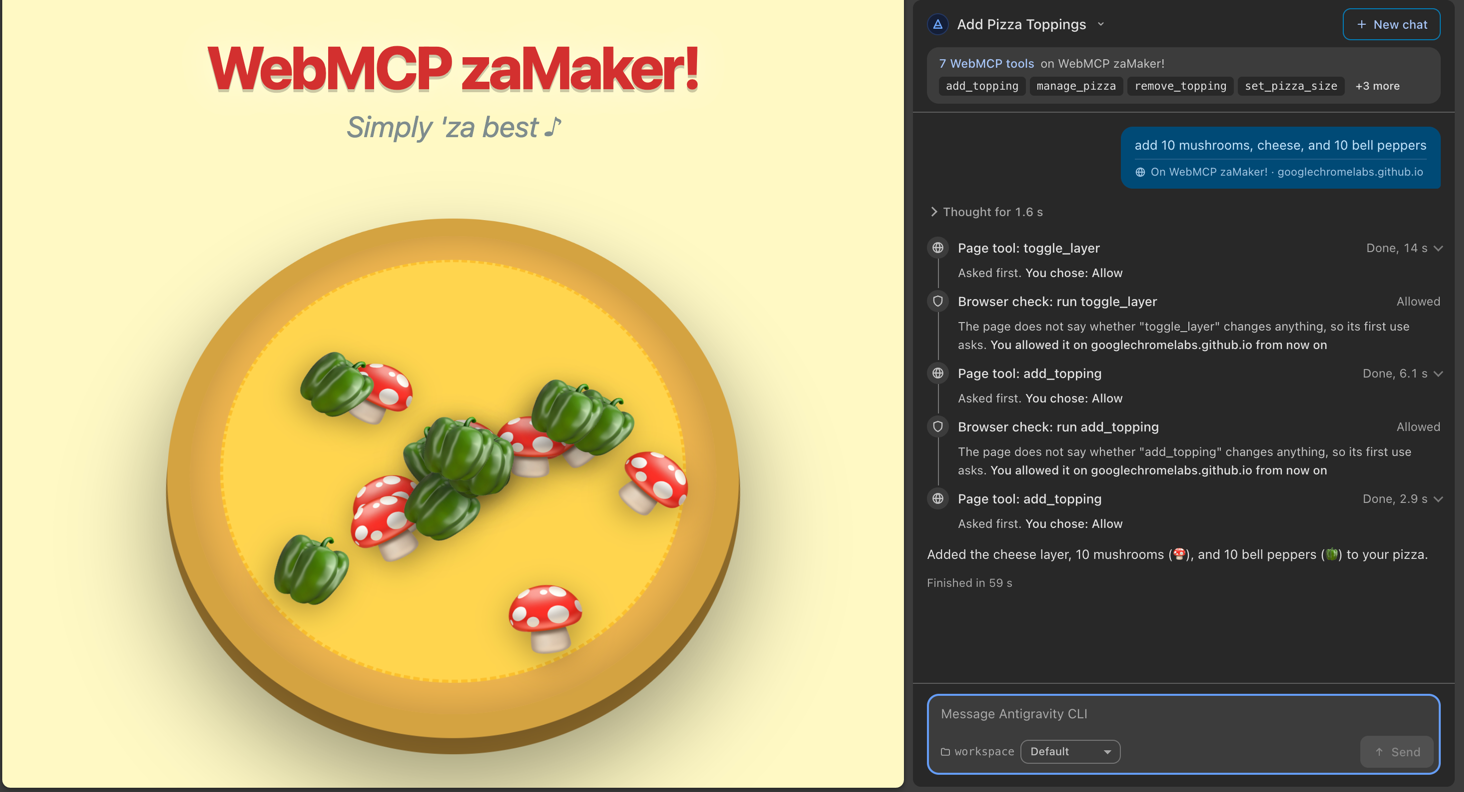 WebMCP zaMaker!
Simply 'za best ♪
Add Pizza Toppings
+ New chat
7 WebMCP tools on WebMCP zaMaker!
add_topping manage_pizza remove_topping set_pizza_size +3 more
add 10 mushrooms, cheese, and 10 bell peppers
On WebMCP zaMaker! · googlechromelabs.github.io
Thought for 1.6 s
Page tool: toggle_layer Done, 14 s
Asked first. You chose: Allow
Browser check: run toggle_layer Allowed
The page does not say whether "toggle_layer" changes anything, so its first use
asks. You allowed it on googlechromelabs.github.io from now on
Page tool: add_topping Done, 6.1 s
Asked first. You chose: Allow
Browser check: run add_topping Allowed
The page does not say whether "add_topping" changes anything, so its first use
asks. You allowed it on googlechromelabs.github.io from now on
Page tool: add_topping Done, 2.9 s
Asked first. You chose: Allow
Added the cheese layer, 10 mushrooms (🍄), and 10 bell peppers (🫑) to your pizza.
Finished in 59 s
Message Antigravity CLI
workspace Default
↑ Send